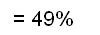 = 49%